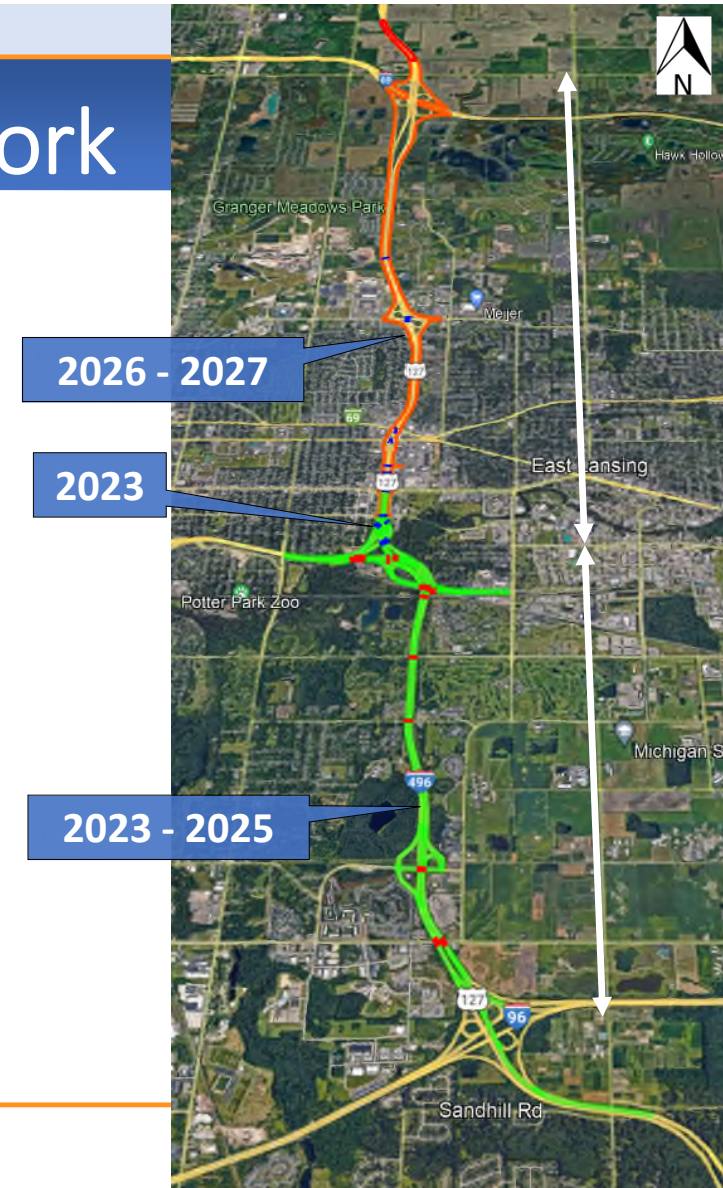 ork
N
69
Hawk Hollow
Granger Meadows Park
Meijer
2026 - 2027
127
69
2023
East Lansing
127
Potter Park Zoo
Michigan S
496
2023 - 2025
127
96
Sandhill Rd